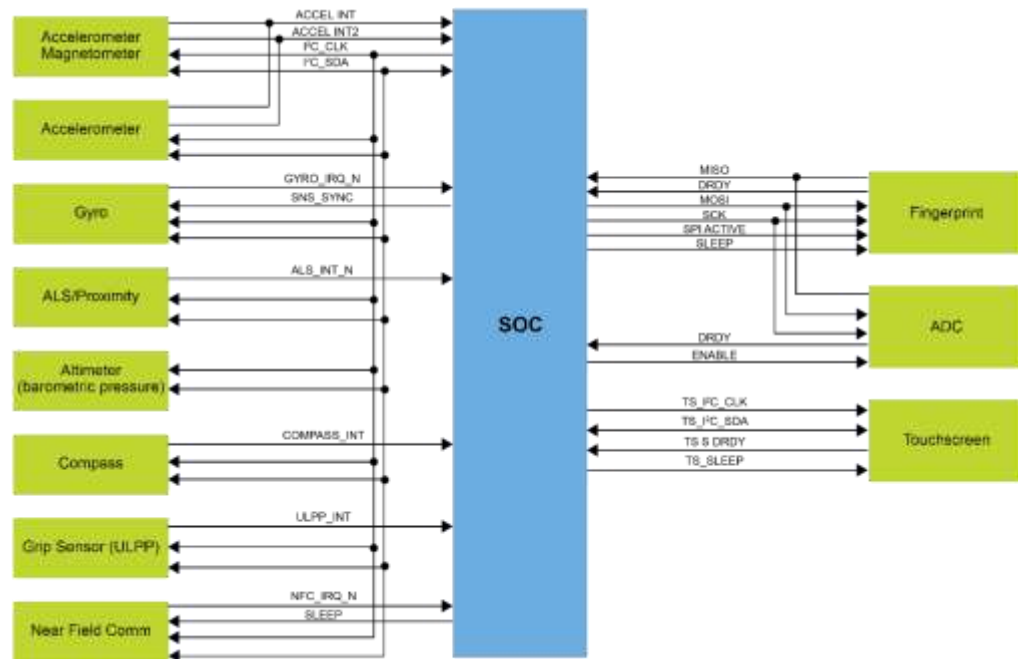 ACCEL INT
ACCEL INT2
I²C_CLK
I²C_SDA
Accelerometer
Magnetometer
Accelerometer
GYRO_IRQ_N
SNS_SYNC
Gyro
ALS_INT_N
ALS/Proximity
Altimeter
(barometric pressure)
COMPASS_INT
Compass
ULPP_INT
Grip Sensor (ULPP)
NFC_IRQ_N
SLEEP
Near Field Comm
SOC
MISO
DRDY
MOSI
SCK
SPI ACTIVE
SLEEP
Fingerprint
ADC
DRDY
ENABLE
TS_I²C_CLK
TS_I²C_SDA
TS S DRDY
TS_SLEEP
Touchscreen